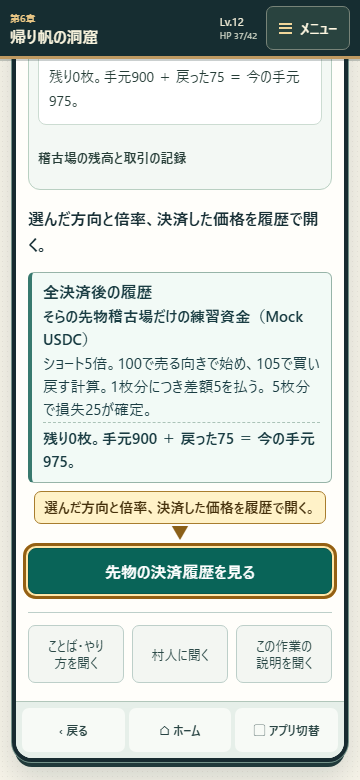 第6章
帰り帆の洞窟
Lv.12
HP 37/42
☰ メニュー
残り0枚。手元900 ＋ 戻った75 ＝ 今の手元
975。
稽古場の残高と取引の記録
選んだ方向と倍率、決済した価格を履歴で開
く。
全決済後の履歴
そらの先物稽古場だけの練習資金（Mock
USDC）
ショート5倍。100で売る向きで始め、105で買い
戻す計算。1枚分につき差額5を払う。 5枚分
で損失25が確定。
残り0枚。手元900 ＋ 戻った75 ＝ 今の手元
975。
選んだ方向と倍率、決済した価格を履歴で開く。
先物の決済履歴を見る
ことば・やり
方を聞く
村人に聞く
この作業の
説明を聞く
‹ 戻る
⌂ ホーム
□ アプリ切替